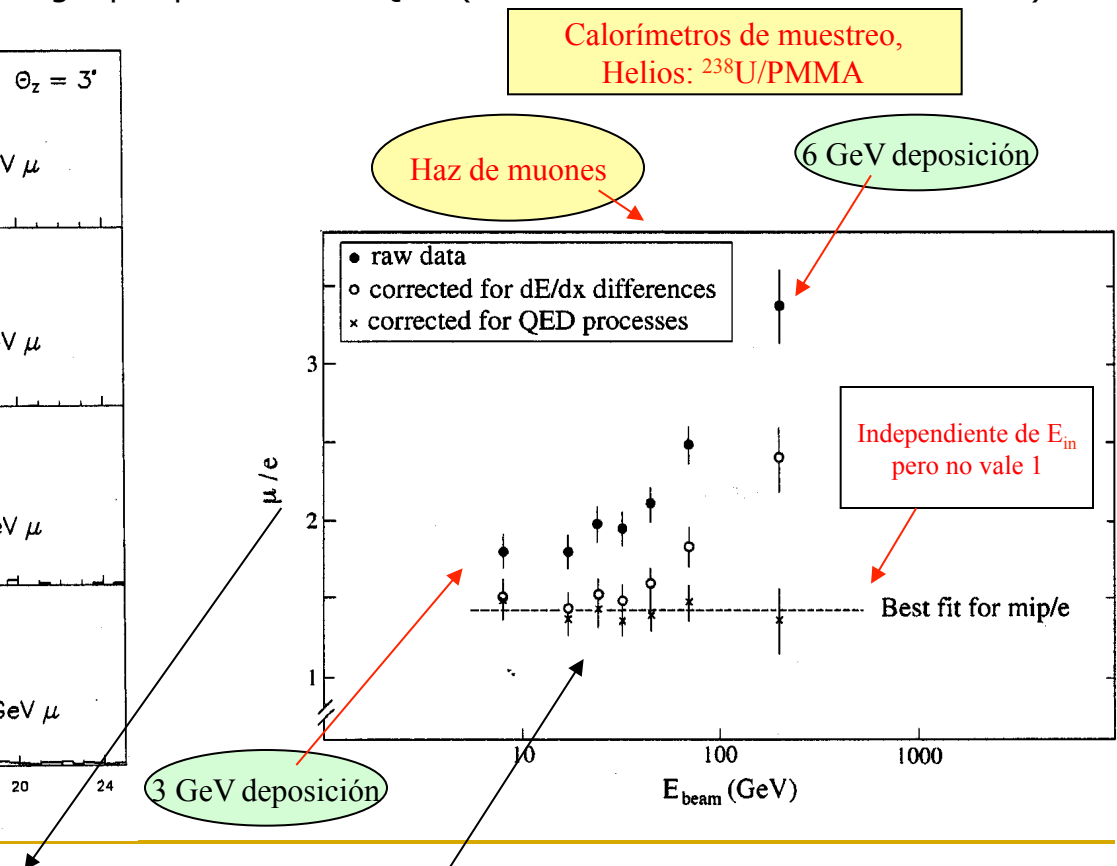 Calorímetros de muestreo,
Helios: ²³⁸U/PMMA
Θz = 3°
V μ
Haz de muones
6 GeV deposición
• raw data
○ corrected for dE/dx differences
× corrected for QED processes
V μ
3
Independiente de Eᵢₙ
pero no vale 1
μ/e
2
eV μ
Best fit for mip/e
1
GeV μ
20
24
3 GeV deposición
10
100
1000
E_beam (GeV)